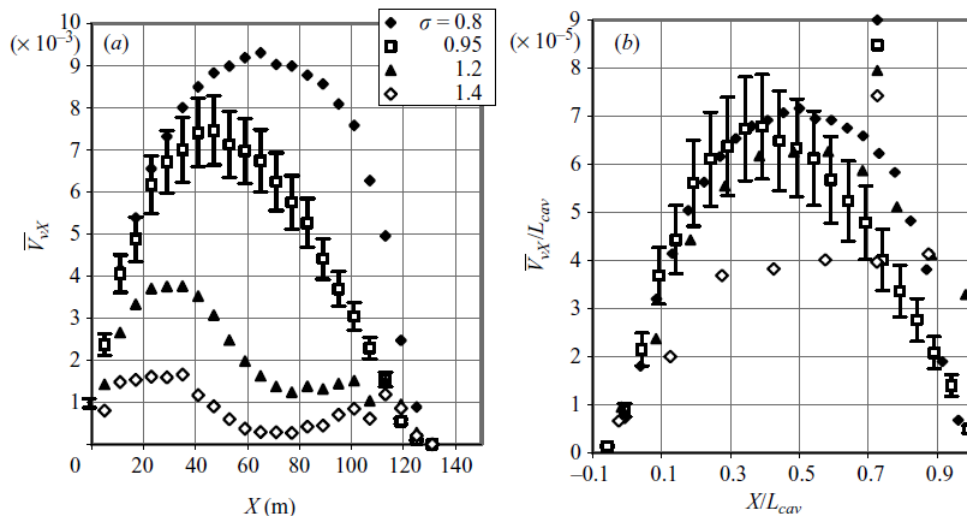 10
(× 10⁻³)
(a)
σ = 0.8
0.95
1.2
1.4
9
8
7
6
5
4
3
2
1
V̅vX
0 20 40 60 80 100 120 140
X (m)
9
(× 10⁻⁵)
(b)
8
7
6
5
4
3
2
1
0
V̅vX/Lcav
–0.1 0.1 0.3 0.5 0.7 0.9
X/Lcav